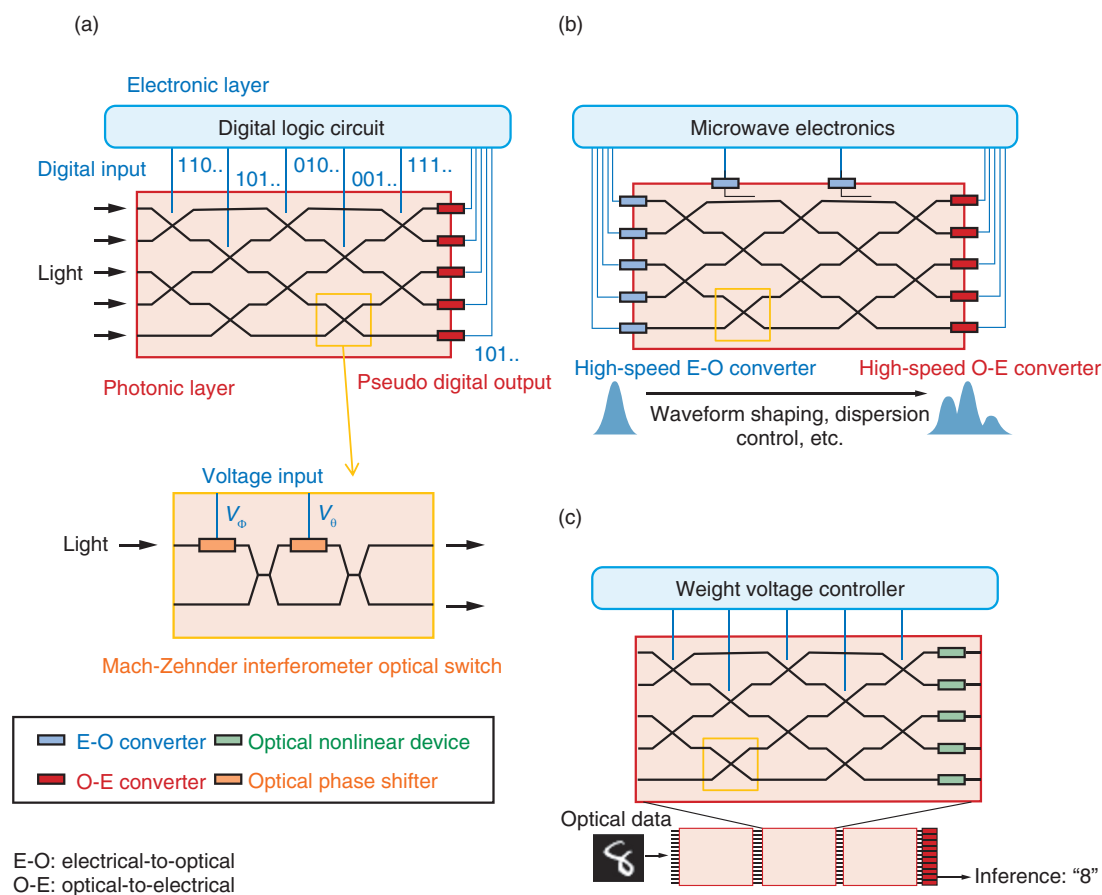 (a)
Electronic layer
Digital logic circuit
Digital input
110..
101..
010..
001..
111..
Light
101..
Photonic layer
Pseudo digital output
Voltage input
VΦ
Vθ
Light
Mach-Zehnder interferometer optical switch
E-O converter
Optical nonlinear device
O-E converter
Optical phase shifter
E-O: electrical-to-optical
O-E: optical-to-electrical
(b)
Microwave electronics
High-speed E-O converter
High-speed O-E converter
Waveform shaping, dispersion
control, etc.
(c)
Weight voltage controller
Optical data
8
Inference: “8”